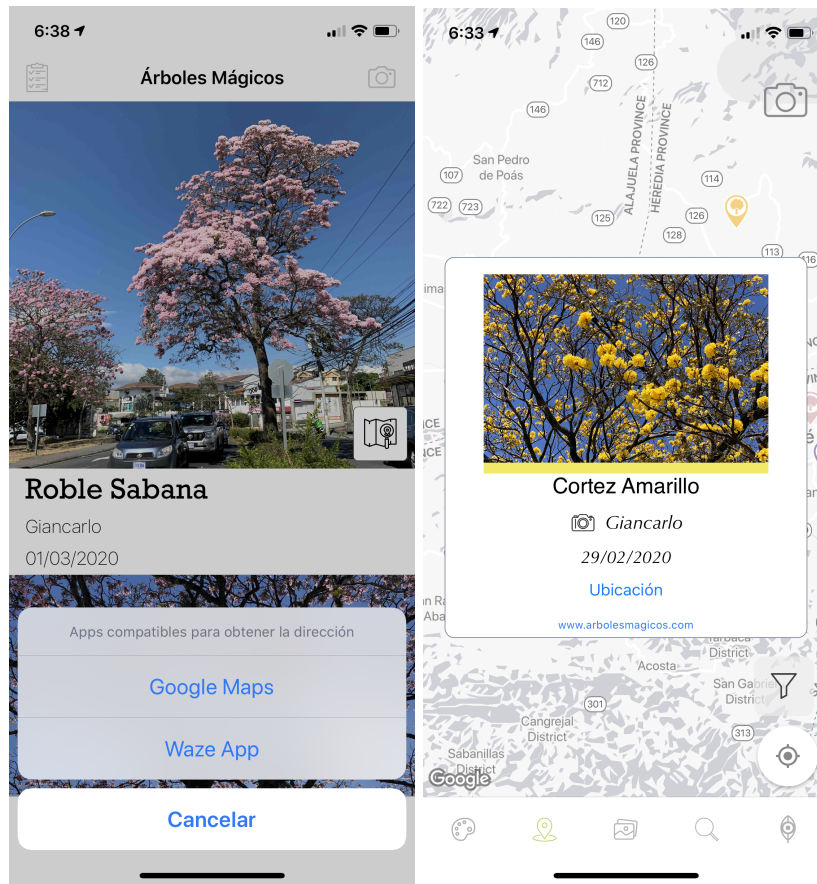 6:38
Árboles Mágicos
Roble Sabana
Giancarlo
01/03/2020
Apps compatibles para obtener la dirección
Google Maps
Waze App
Cancelar
6:33
120
146
126
712
146
ALAJUELA PROVINCE
HEREDIA PROVINCE
San Pedro
de Poás
107
114
722
723
125
126
128
113
116
Cortez Amarillo
Giancarlo
29/02/2020
Ubicación
www.arbolesmagicos.com
Tarbaca
District
Acosta
San Gabriel
District
301
Cangrejal
District
313
Sabanillas
District
Google